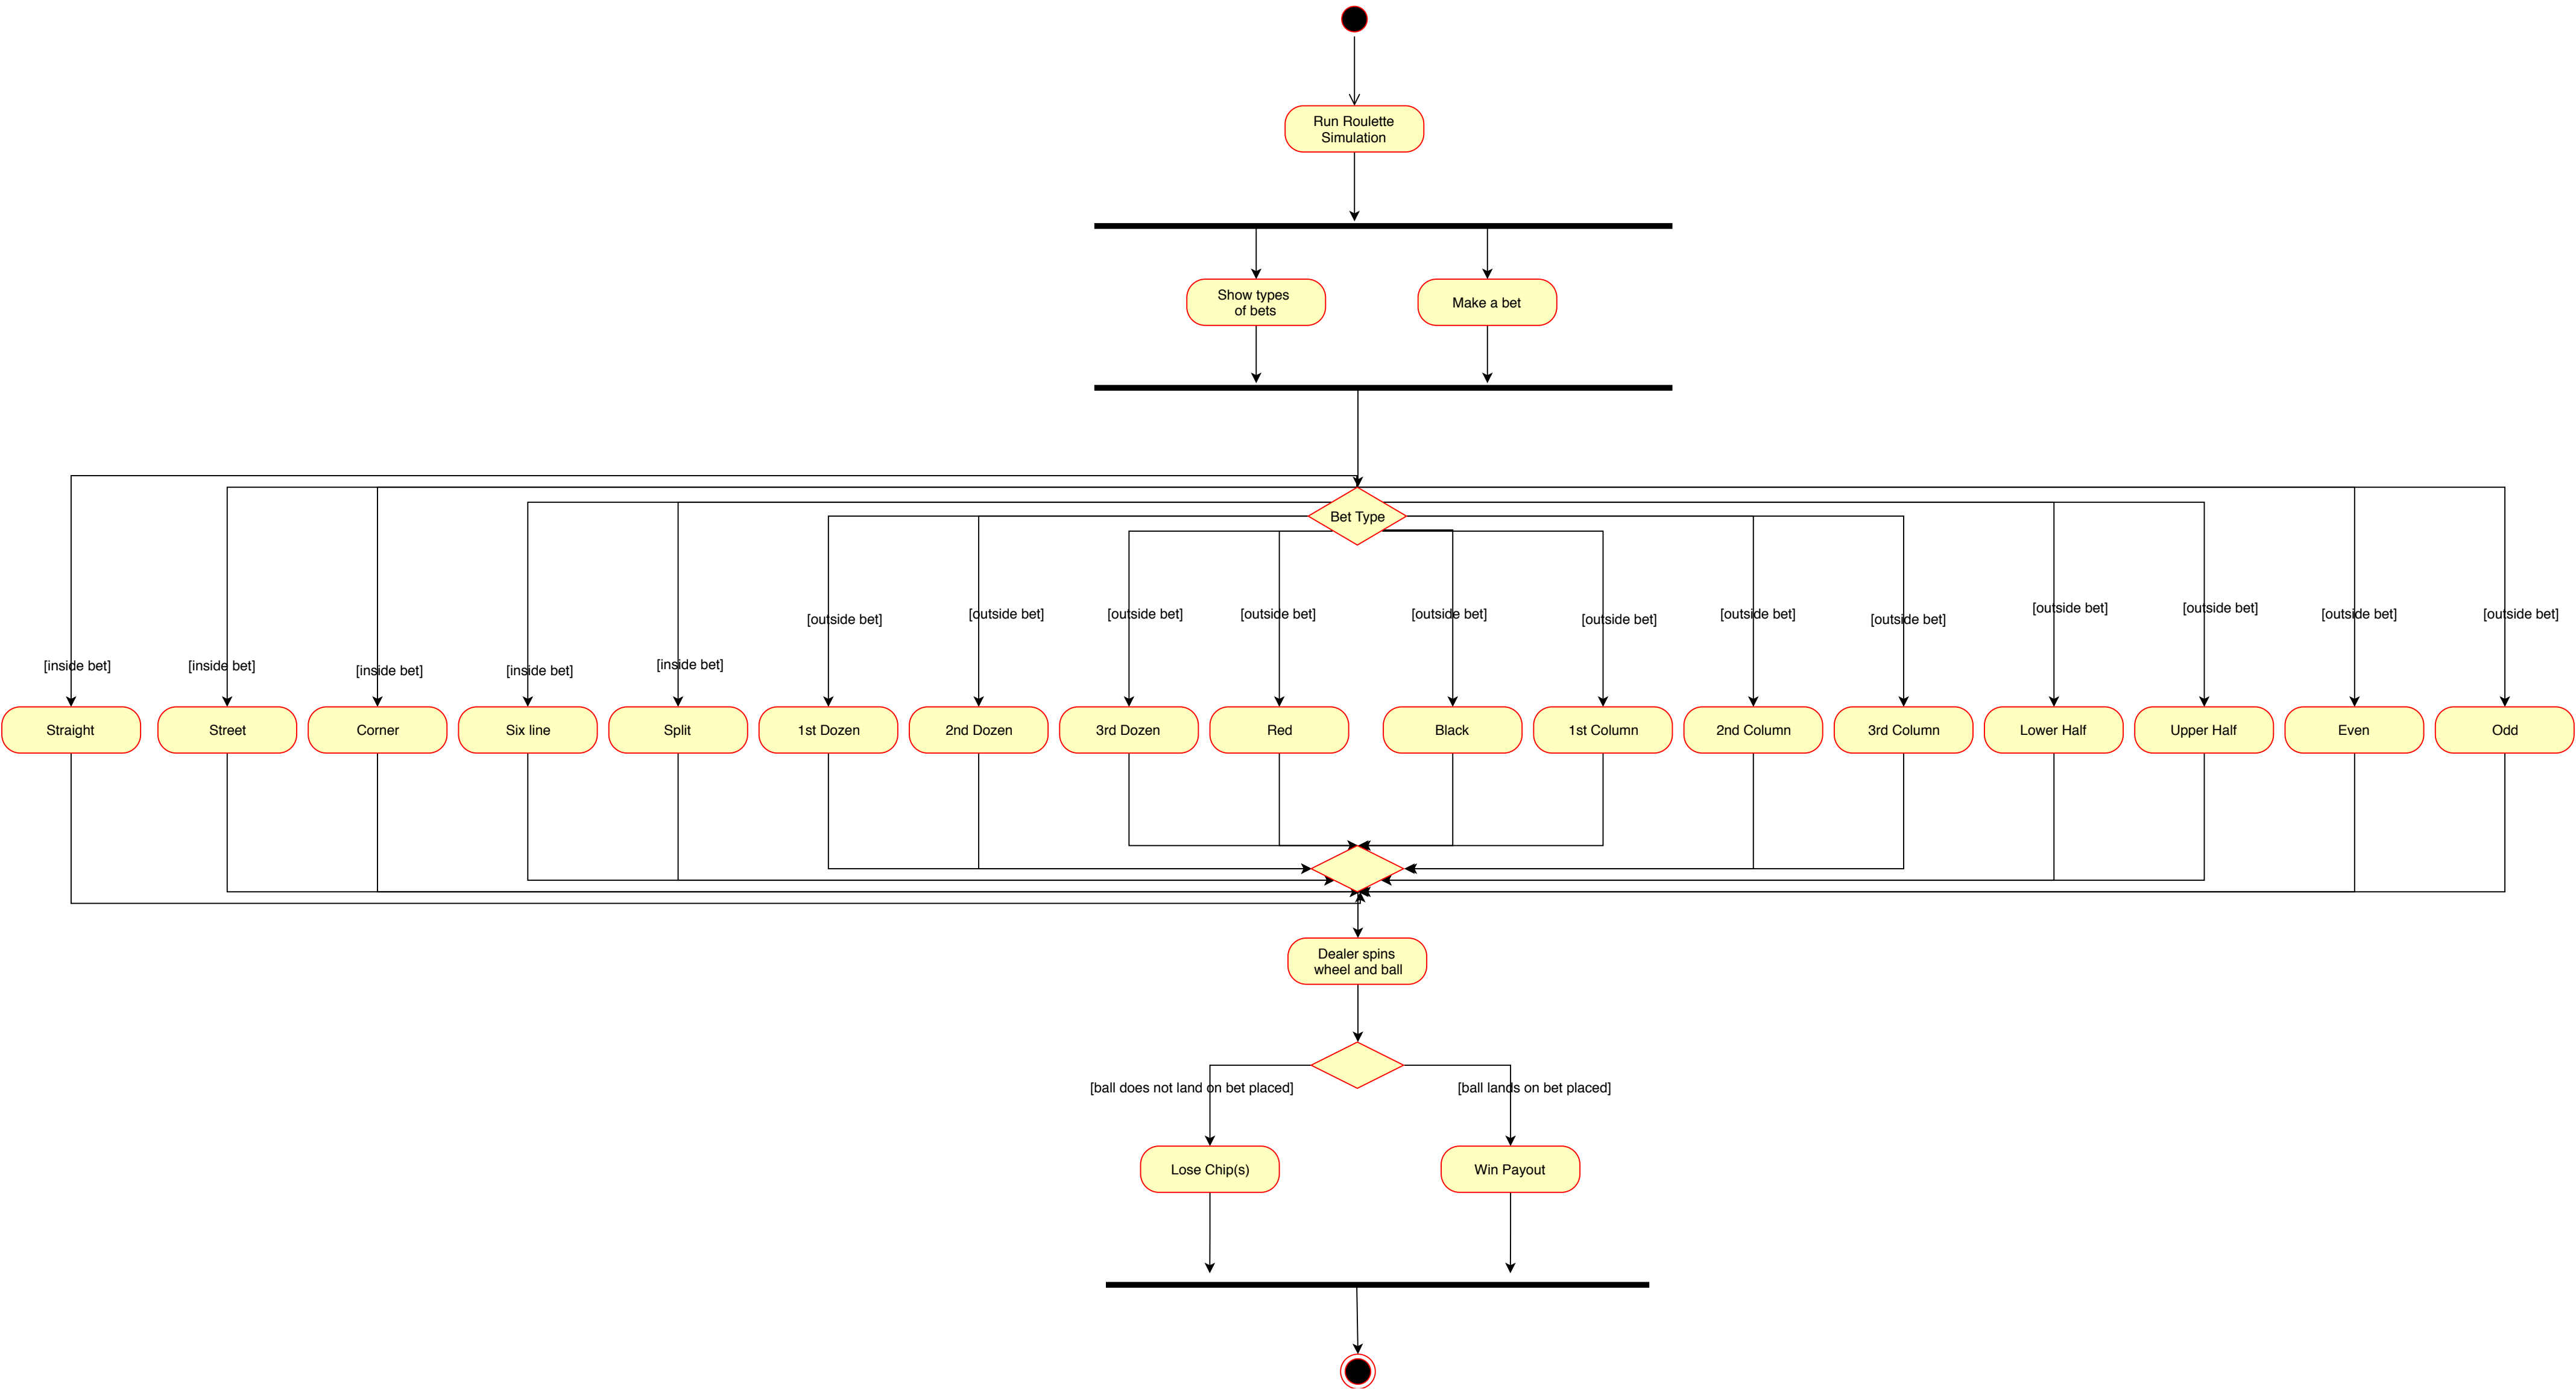 Run Roulette
Simulation
Show types
of bets
Make a bet
Bet Type
[inside bet]
[inside bet]
[inside bet]
[inside bet]
[inside bet]
[outside bet]
[outside bet]
[outside bet]
[outside bet]
[outside bet]
[outside bet]
[outside bet]
[outside bet]
[outside bet]
[outside bet]
[outside bet]
[outside bet]
Straight
Street
Corner
Six line
Split
1st Dozen
2nd Dozen
3rd Dozen
Red
Black
1st Column
2nd Column
3rd Column
Lower Half
Upper Half
Even
Odd
Dealer spins
wheel and ball
[ball does not land on bet placed]
[ball lands on bet placed]
Lose Chip(s)
Win Payout